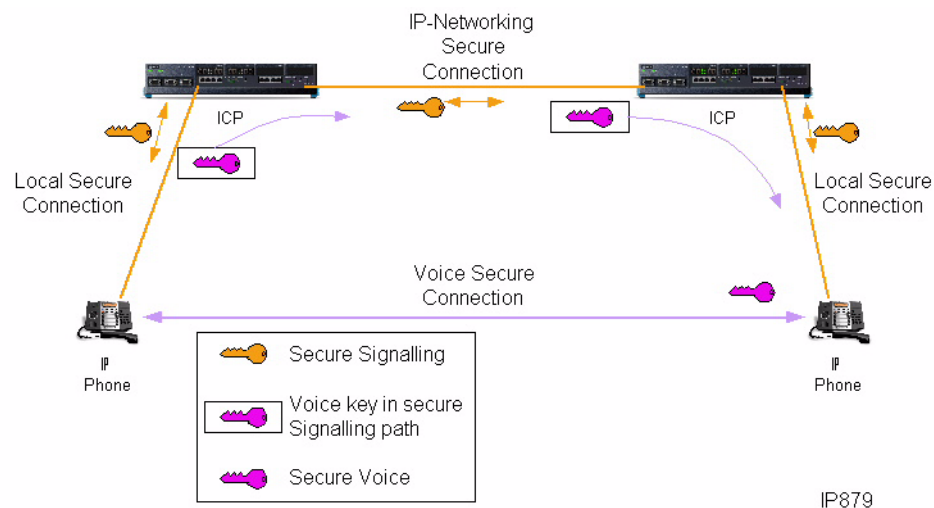 IP-Networking
Secure
Connection
ICP
ICP
Local Secure
Connection
Local Secure
Connection
Voice Secure
Connection
IP
Phone
IP
Phone
Secure Signalling
Voice key in secure
Signalling path
Secure Voice
IP879